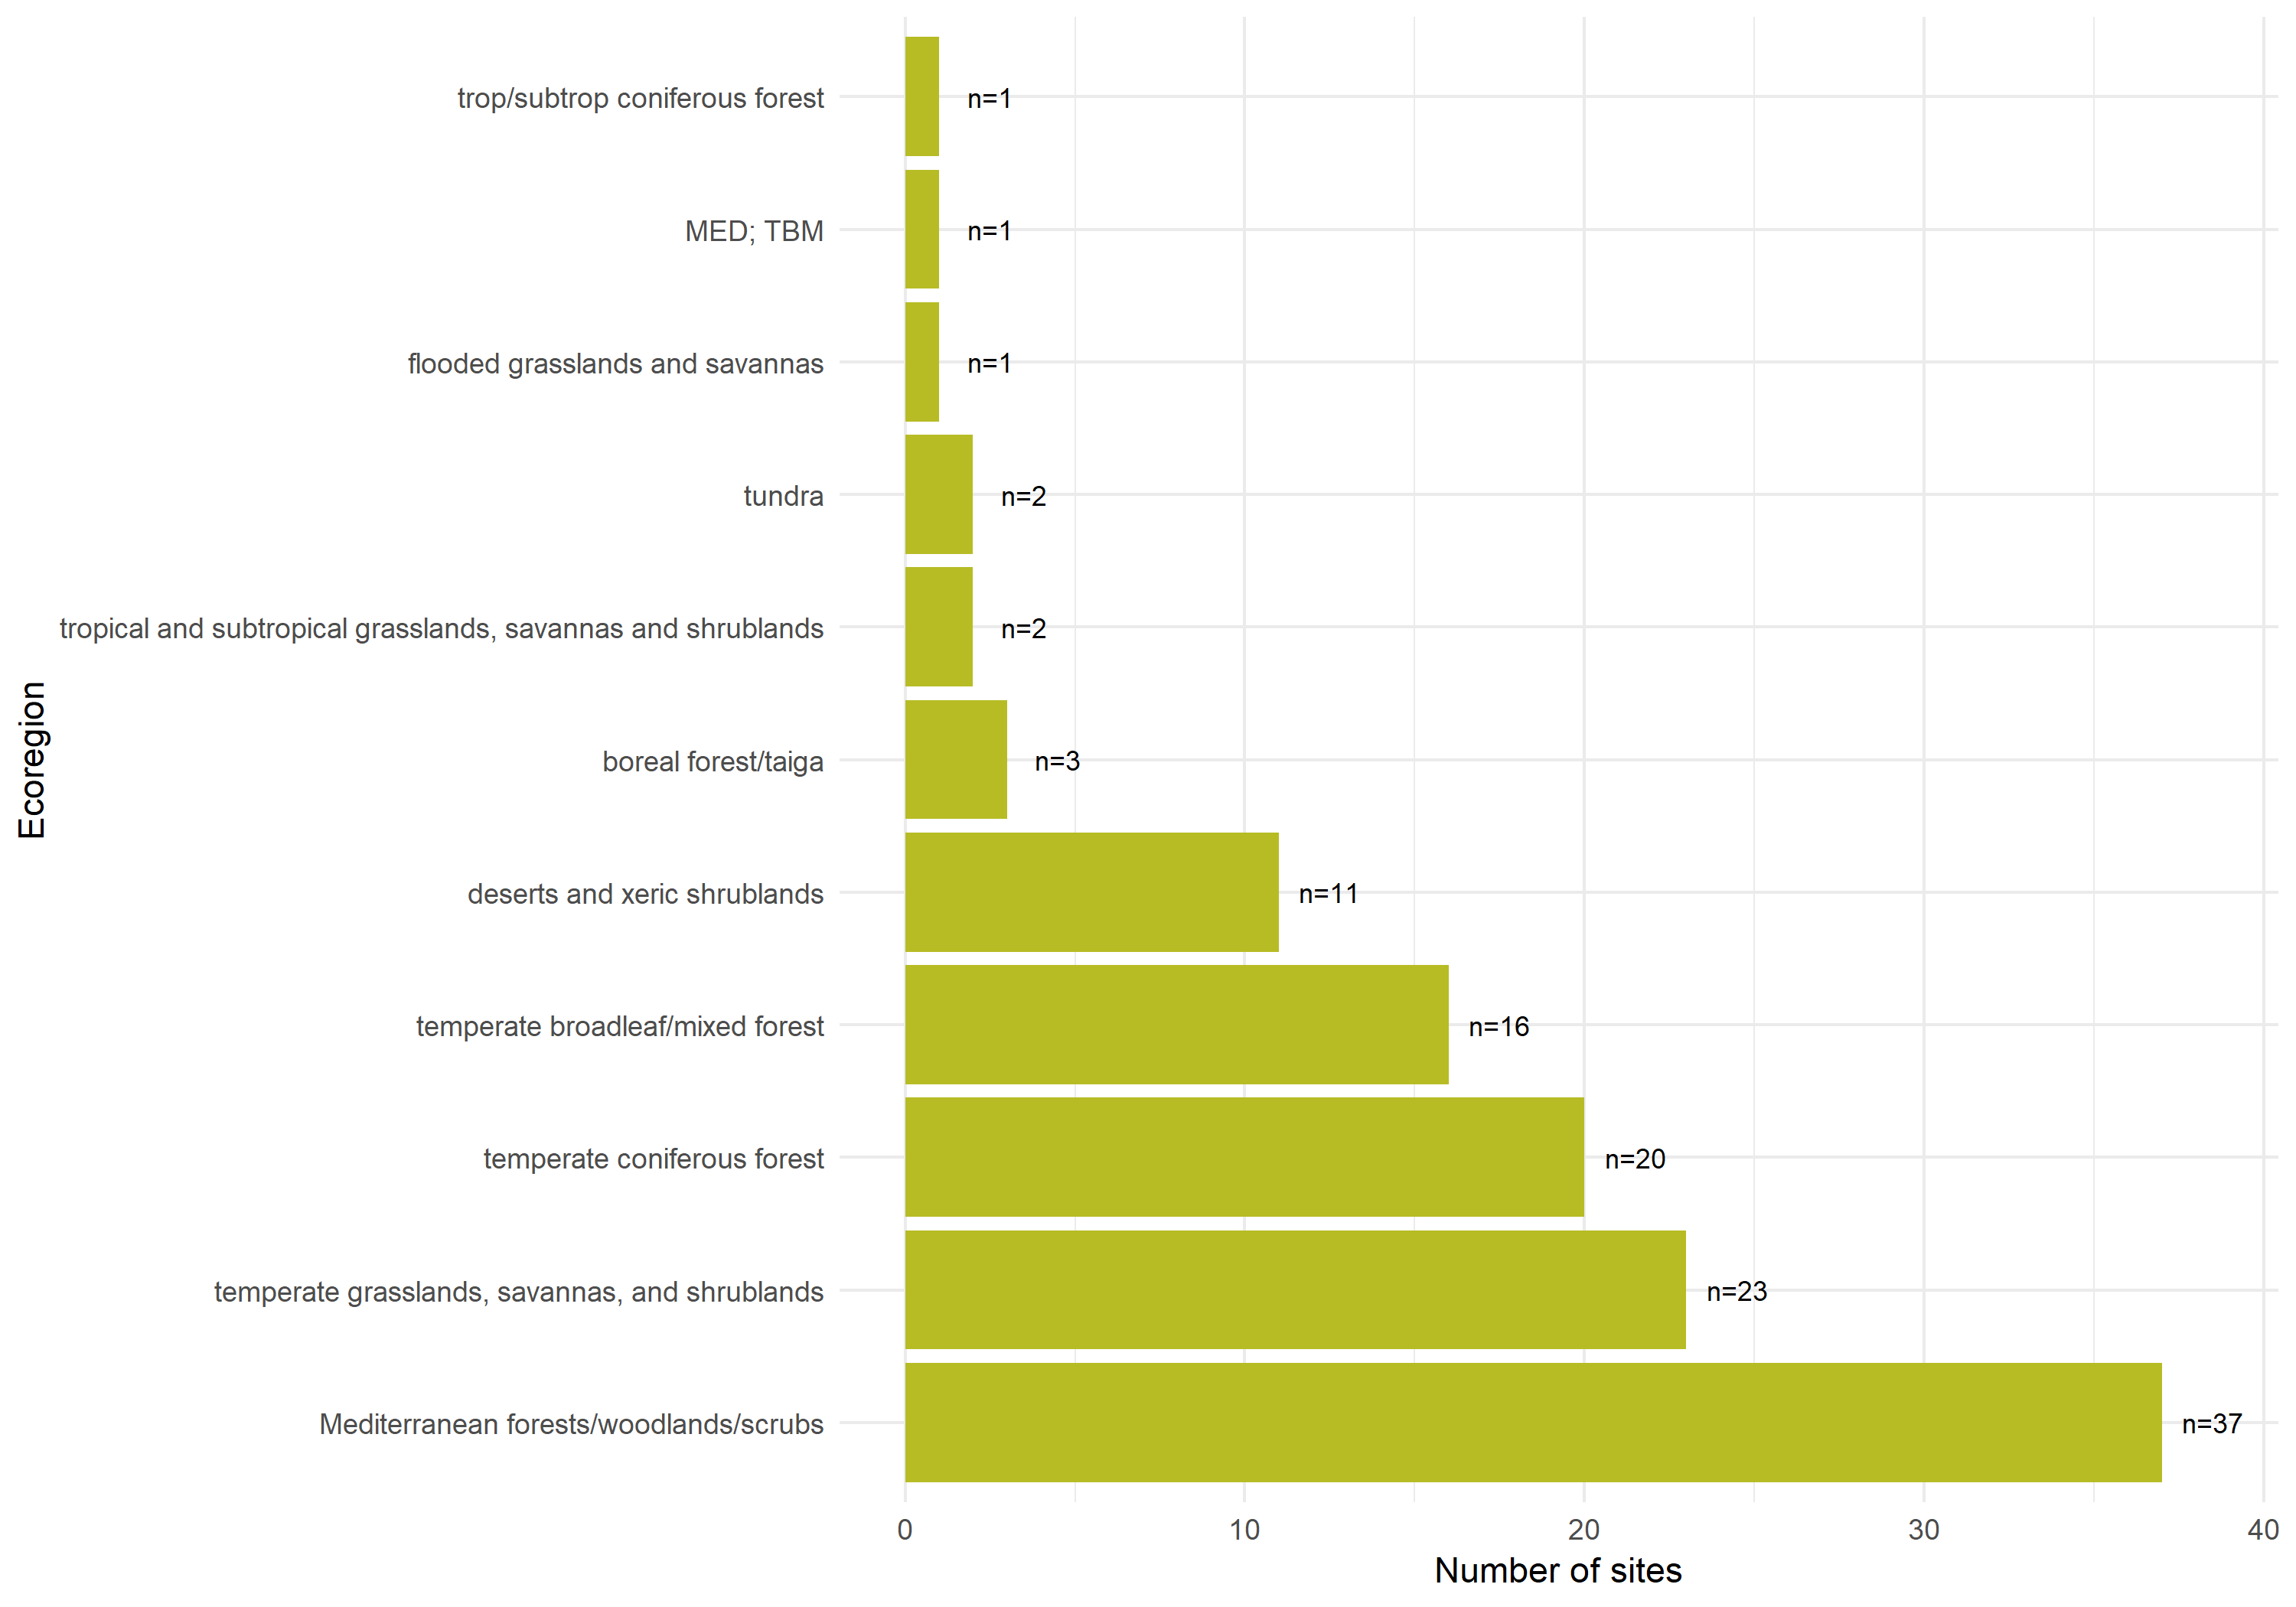 trop/subtrop coniferous forest n=1
MED; TBM n=1
flooded grasslands and savannas n=1
tundra n=2
tropical and subtropical grasslands, savannas and shrublands n=2
boreal forest/taiga n=3
deserts and xeric shrublands n=11
temperate broadleaf/mixed forest n=16
temperate coniferous forest n=20
temperate grasslands, savannas, and shrublands n=23
Mediterranean forests/woodlands/scrubs n=37
Ecoregion
0 10 20 30 40
Number of sites